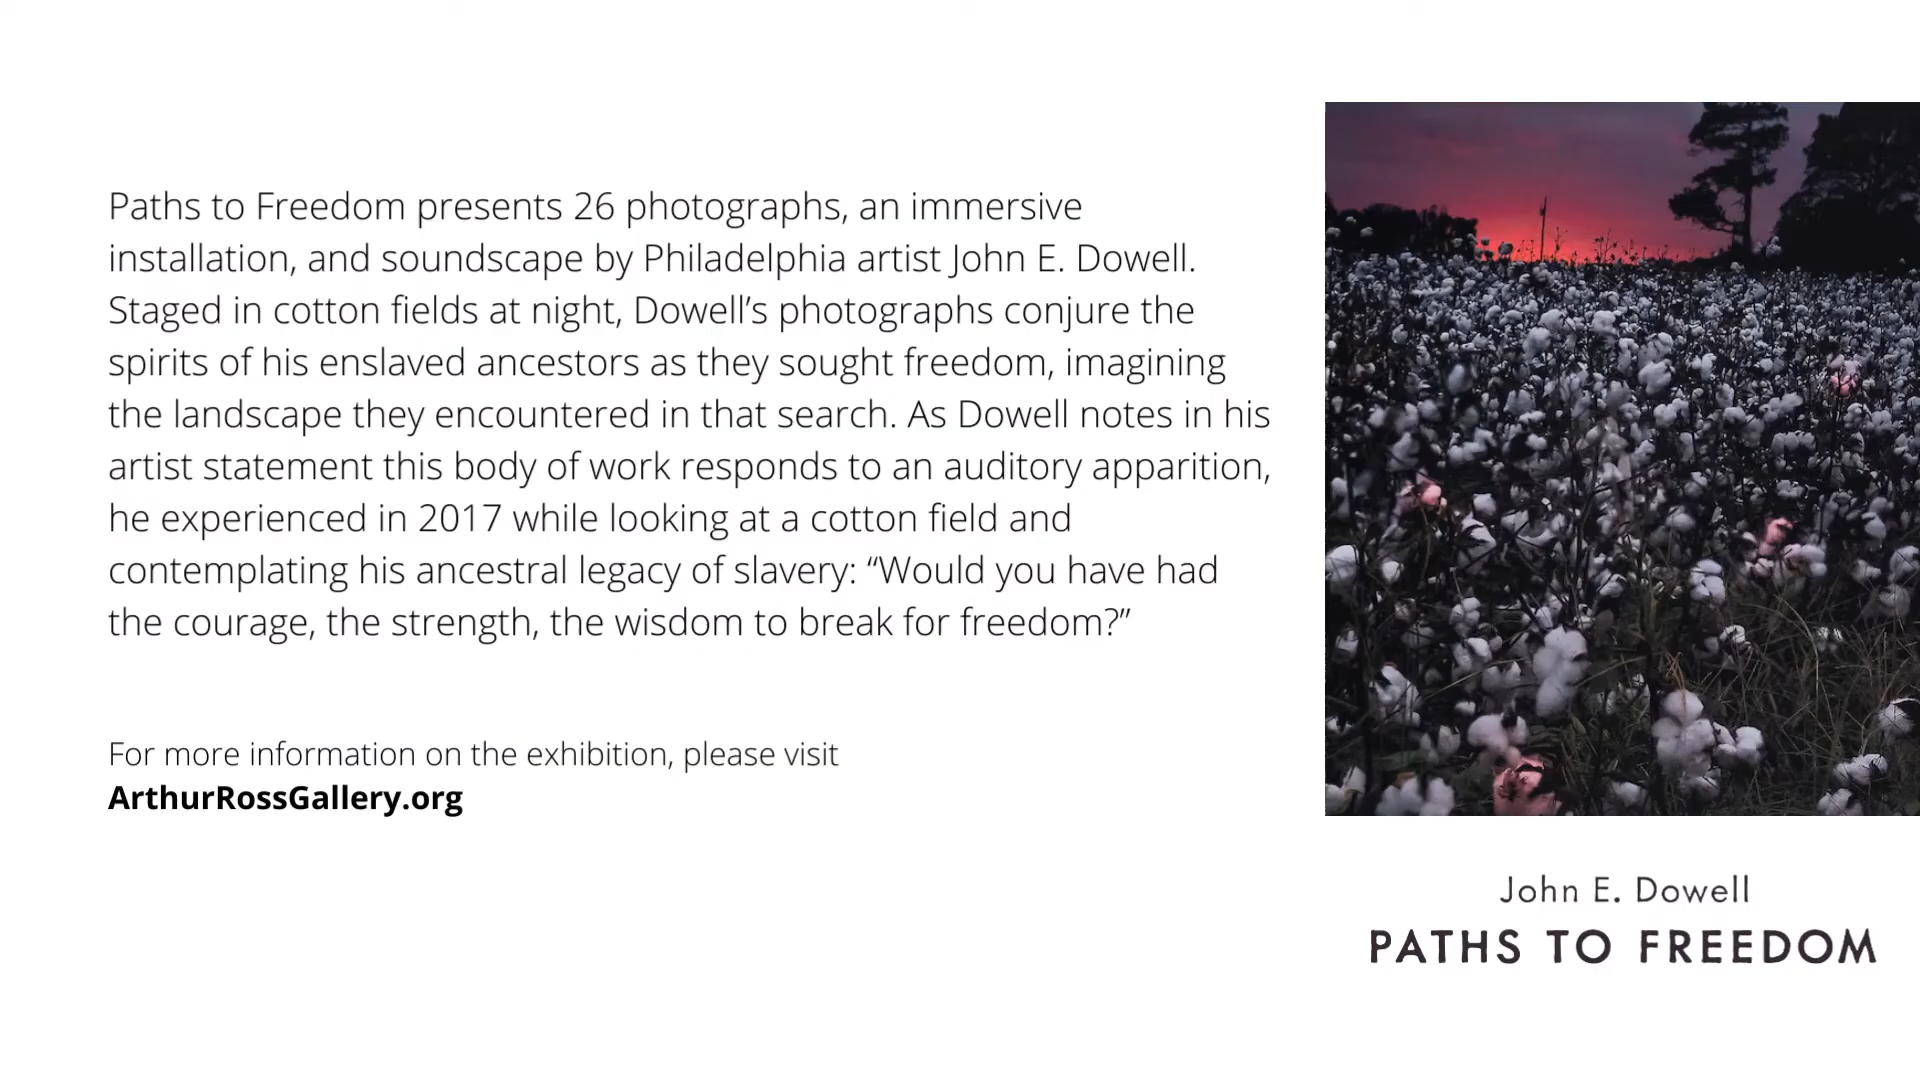 Paths to Freedom presents 26 photographs, an immersive
installation, and soundscape by Philadelphia artist John E. Dowell.
Staged in cotton fields at night, Dowell’s photographs conjure the
spirits of his enslaved ancestors as they sought freedom, imagining
the landscape they encountered in that search. As Dowell notes in his
artist statement this body of work responds to an auditory apparition,
he experienced in 2017 while looking at a cotton field and
contemplating his ancestral legacy of slavery: “Would you have had
the courage, the strength, the wisdom to break for freedom?”
For more information on the exhibition, please visit
ArthurRossGallery.org
John E. Dowell
PATHS TO FREEDOM